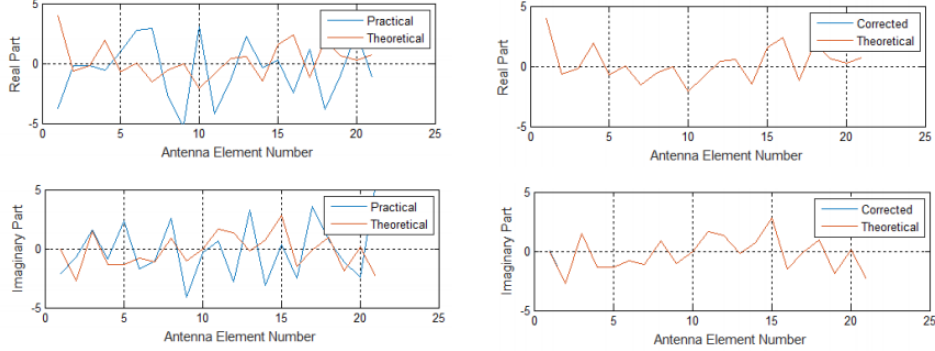 5
Practical
Theoretical
Real Part
0
-5
0 5 10 15 20 25
Antenna Element Number
5
Corrected
Theoretical
Real Part
0
-5
0 5 10 15 20 25
Antenna Element Number
5
Practical
Theoretical
Imaginary Part
0
-5
0 5 10 15 20 25
Antenna Element Number
5
Corrected
Theoretical
Imaginary Part
0
-5
0 5 10 15 20 25
Antenna Element Number